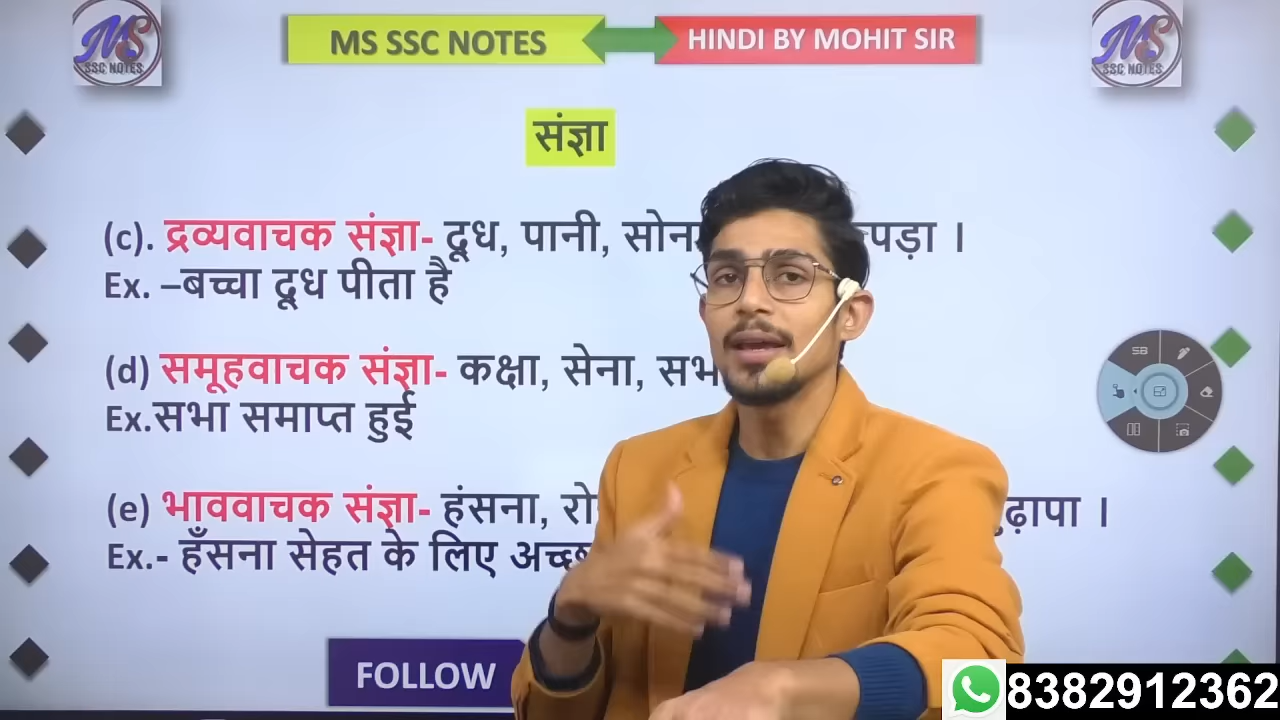 MS SSC NOTES
HINDI BY MOHIT SIR
MS
SSC NOTES
MS
SSC NOTES
संज्ञा
(c). द्रव्यवाचक संज्ञा- दूध, पानी,
Ex. –बच्चा दूध पीता है
(d) समूहवाचक संज्ञा- कक्षा, सेना,
Ex.सभा समाप्त हुई
(e) भाववाचक संज्ञा- हंसना,
Ex.- हँसना सेहत के लिए
SB
FOLLOW
8382912362